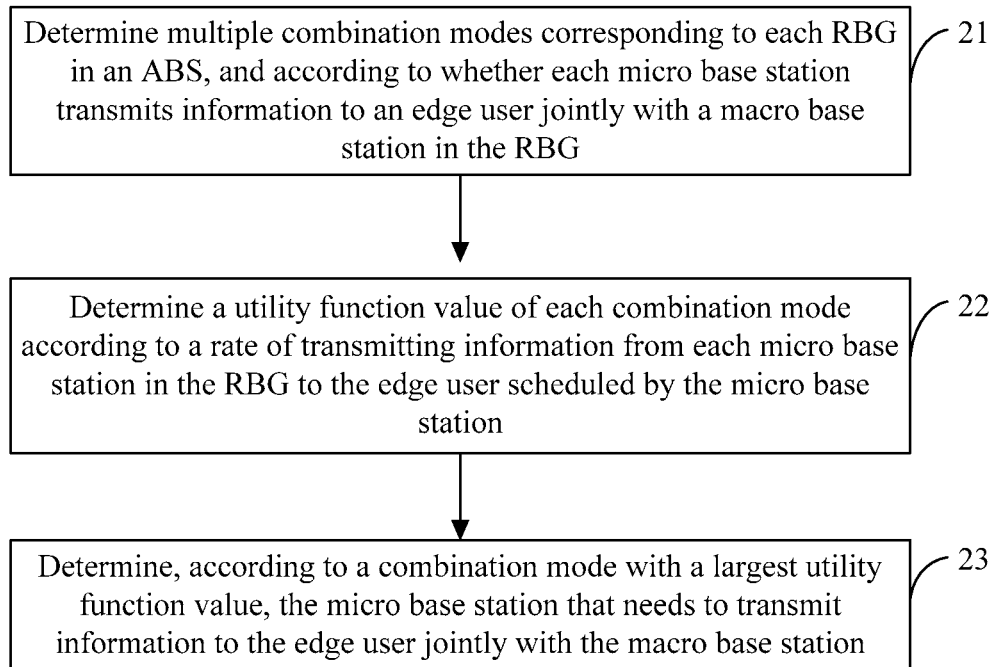 Determine multiple combination modes corresponding to each RBG
in an ABS, and according to whether each micro base station
transmits information to an edge user jointly with a macro base
station in the RBG
21
Determine a utility function value of each combination mode
according to a rate of transmitting information from each micro base
station in the RBG to the edge user scheduled by the micro base
station
22
Determine, according to a combination mode with a largest utility
function value, the micro base station that needs to transmit
information to the edge user jointly with the macro base station
23